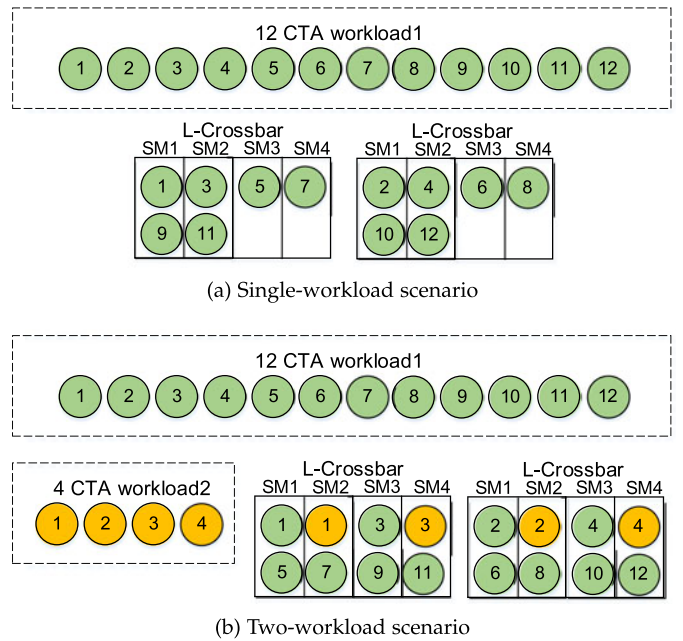 12 CTA workload1
1 2 3 4 5 6 7 8 9 10 11 12
L-Crossbar L-Crossbar
SM1 SM2 SM3 SM4 SM1 SM2 SM3 SM4
1 3 5 7 2 4 6 8
9 11 10 12
(a) Single-workload scenario
12 CTA workload1
1 2 3 4 5 6 7 8 9 10 11 12
4 CTA workload2
1 2 3 4
L-Crossbar L-Crossbar
SM1 SM2 SM3 SM4 SM1 SM2 SM3 SM4
1 1 3 3 2 2 4 4
5 7 9 11 6 8 10 12
(b) Two-workload scenario